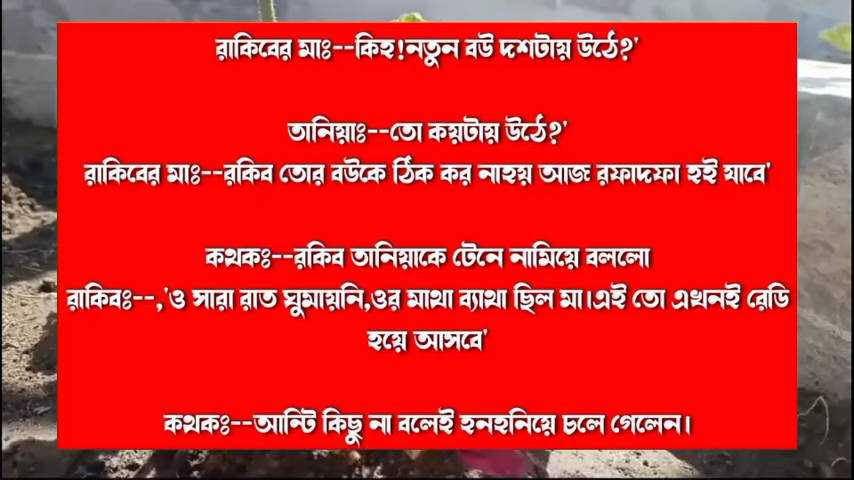 রাকিবের মাঃ--কিহ!নতুন বউ দশটায় উঠে?'
তানিয়াঃ--তো কয়টায় উঠে?'
রাকিবের মাঃ--রকিব তোর বউকে ঠিক কর নাহয় আজ রফাদফা হই যাবে'
কথকঃ--রকিব তানিয়াকে টেনে নামিয়ে বললো
রাকিবঃ--,'ও সারা রাত ঘুমায়নি,ওর মাথা ব্যাথা ছিল মা।এই তো এখনই রেডি
হয়ে আসবে'
কথকঃ--আন্টি কিছু না বলেই হনহনিয়ে চলে গেলেন।